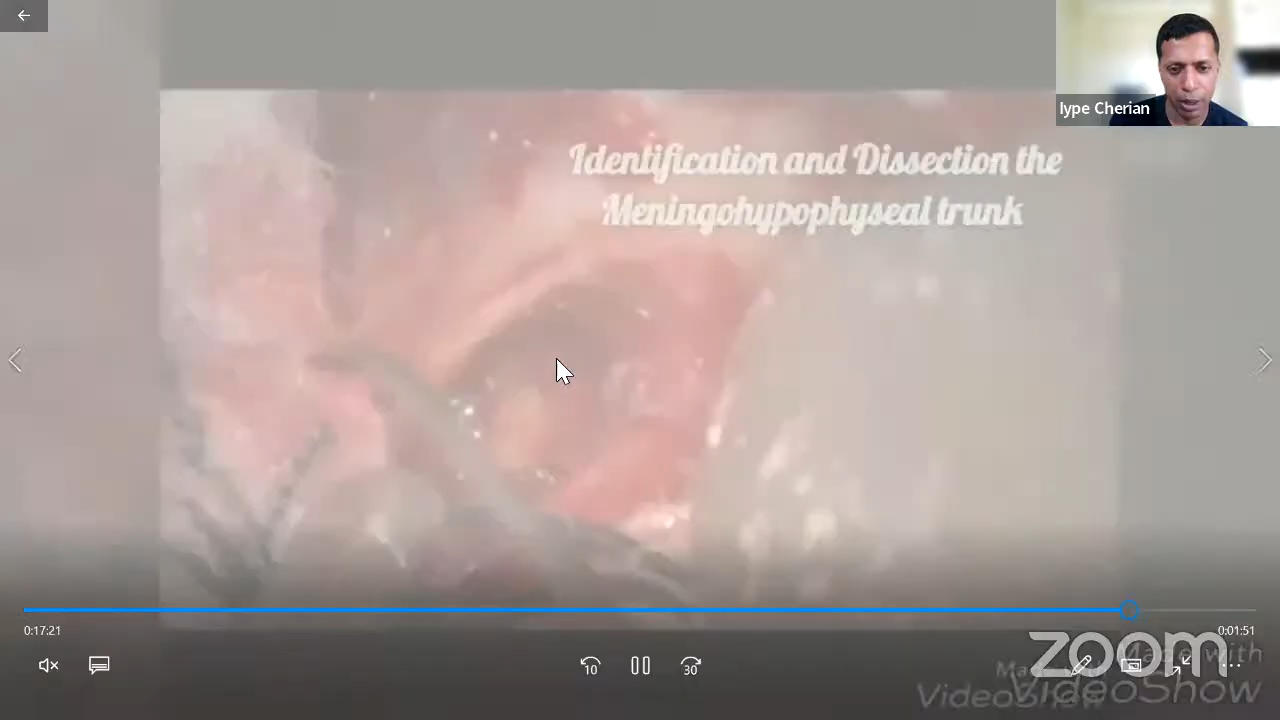 Iype Cherian
Identification and Dissection the
Meningohypophyseal trunk
0:17:21
0:01:51
10
30
zoom
Made with
VideoShow
VideoShow